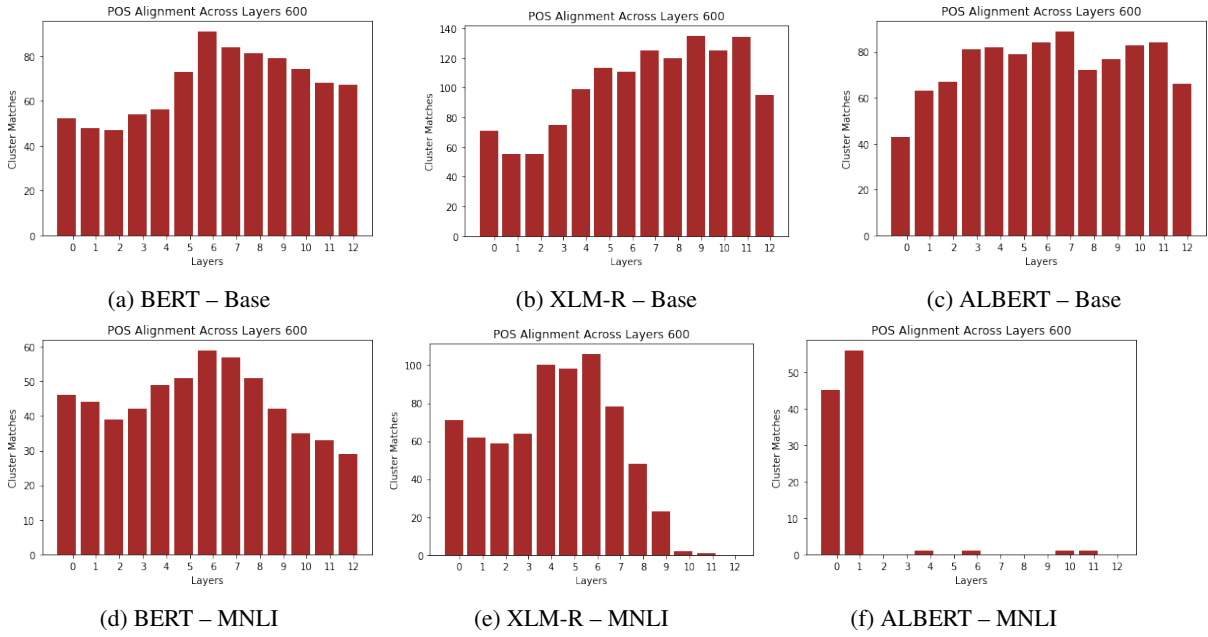 POS Alignment Across Layers 600
Cluster Matches
80
60
40
20
0
0 1 2 3 4 5 6 7 8 9 10 11 12
Layers
(a) BERT – Base
POS Alignment Across Layers 600
Cluster Matches
140
120
100
80
60
40
20
0
0 1 2 3 4 5 6 7 8 9 10 11 12
Layers
(b) XLM-R – Base
POS Alignment Across Layers 600
Cluster Matches
80
60
40
20
0
0 1 2 3 4 5 6 7 8 9 10 11 12
Layers
(c) ALBERT – Base
POS Alignment Across Layers 600
Cluster Matches
60
50
40
30
20
10
0
0 1 2 3 4 5 6 7 8 9 10 11 12
Layers
(d) BERT – MNLI
POS Alignment Across Layers 600
Cluster Matches
100
80
60
40
20
0
0 1 2 3 4 5 6 7 8 9 10 11 12
Layers
(e) XLM-R – MNLI
POS Alignment Across Layers 600
Cluster Matches
50
40
30
20
10
0
0 1 2 3 4 5 6 7 8 9 10 11 12
Layers
(f) ALBERT – MNLI